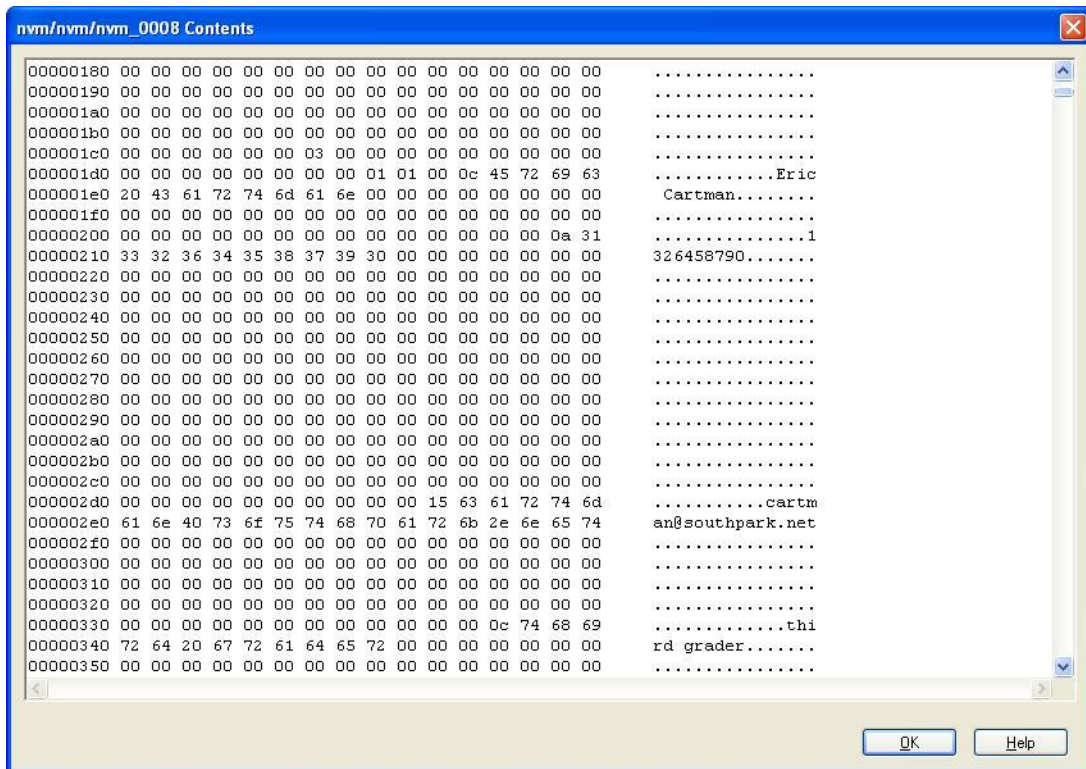 nvm/nvm/nvm_0008 Contents
00000180 00 00 00 00 00 00 00 00 00 00 00 00 00 00 00 00 ................
00000190 00 00 00 00 00 00 00 00 00 00 00 00 00 00 00 00 ................
000001a0 00 00 00 00 00 00 00 00 00 00 00 00 00 00 00 00 ................
000001b0 00 00 00 00 00 00 00 00 00 00 00 00 00 00 00 00 ................
000001c0 00 00 00 00 00 00 03 00 00 00 00 00 00 00 00 00 ................
000001d0 00 00 00 00 00 00 00 00 01 01 00 0c 45 72 69 63 ............Eric
000001e0 20 43 61 72 74 6d 61 6e 00 00 00 00 00 00 00 00  Cartman........
000001f0 00 00 00 00 00 00 00 00 00 00 00 00 00 00 00 00 ................
00000200 00 00 00 00 00 00 00 00 00 00 00 00 00 00 0a 31 ...............1
00000210 33 32 36 34 35 38 37 39 30 00 00 00 00 00 00 00 326458790.......
00000220 00 00 00 00 00 00 00 00 00 00 00 00 00 00 00 00 ................
00000230 00 00 00 00 00 00 00 00 00 00 00 00 00 00 00 00 ................
00000240 00 00 00 00 00 00 00 00 00 00 00 00 00 00 00 00 ................
00000250 00 00 00 00 00 00 00 00 00 00 00 00 00 00 00 00 ................
00000260 00 00 00 00 00 00 00 00 00 00 00 00 00 00 00 00 ................
00000270 00 00 00 00 00 00 00 00 00 00 00 00 00 00 00 00 ................
00000280 00 00 00 00 00 00 00 00 00 00 00 00 00 00 00 00 ................
00000290 00 00 00 00 00 00 00 00 00 00 00 00 00 00 00 00 ................
000002a0 00 00 00 00 00 00 00 00 00 00 00 00 00 00 00 00 ................
000002b0 00 00 00 00 00 00 00 00 00 00 00 00 00 00 00 00 ................
000002c0 00 00 00 00 00 00 00 00 00 00 00 00 00 00 00 00 ................
000002d0 00 00 00 00 00 00 00 00 00 00 15 63 61 72 74 6d ...........cartm
000002e0 61 6e 40 73 6f 75 74 68 70 61 72 6b 2e 6e 65 74 an@southpark.net
000002f0 00 00 00 00 00 00 00 00 00 00 00 00 00 00 00 00 ................
00000300 00 00 00 00 00 00 00 00 00 00 00 00 00 00 00 00 ................
00000310 00 00 00 00 00 00 00 00 00 00 00 00 00 00 00 00 ................
00000320 00 00 00 00 00 00 00 00 00 00 00 00 00 00 00 00 ................
00000330 00 00 00 00 00 00 00 00 00 00 00 00 0c 74 68 69 .............thi
00000340 72 64 20 67 72 61 64 65 72 00 00 00 00 00 00 00 rd grader.......
00000350 00 00 00 00 00 00 00 00 00 00 00 00 00 00 00 00 ................
OK Help